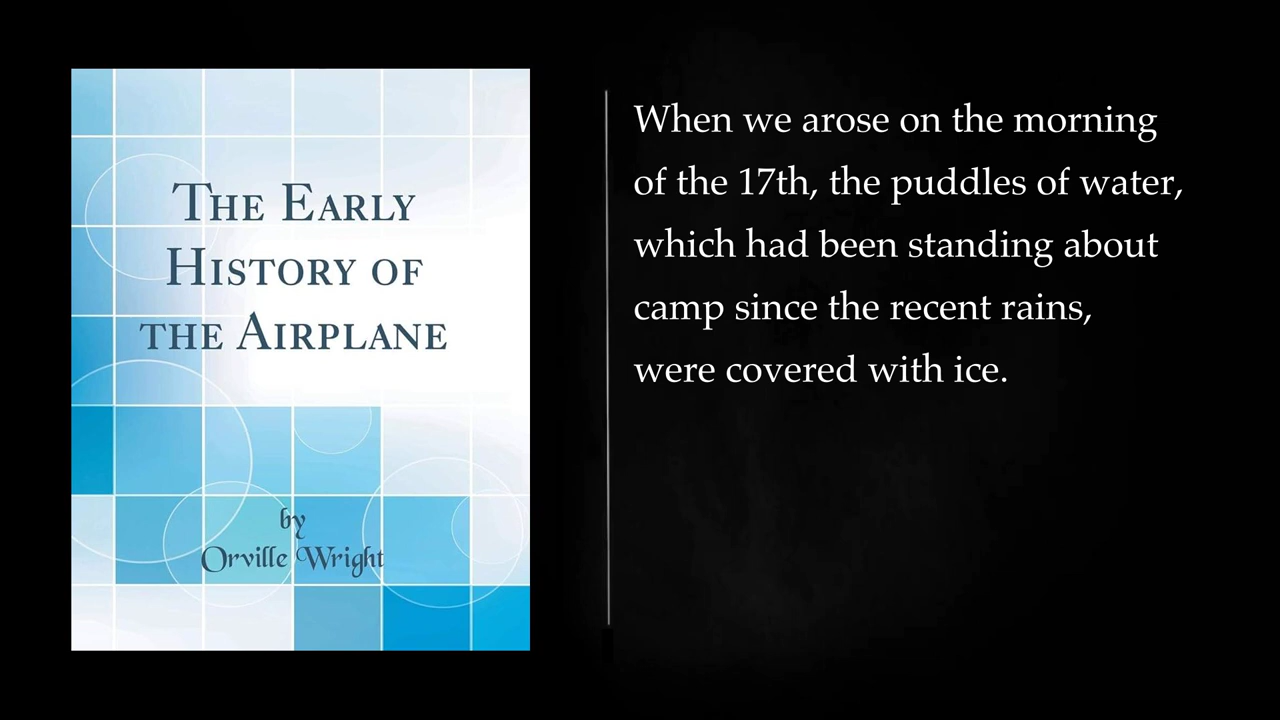 THE EARLY
HISTORY OF
THE AIRPLANE
by
Orville Wright
When we arose on the morning
of the 17th, the puddles of water,
which had been standing about
camp since the recent rains,
were covered with ice.